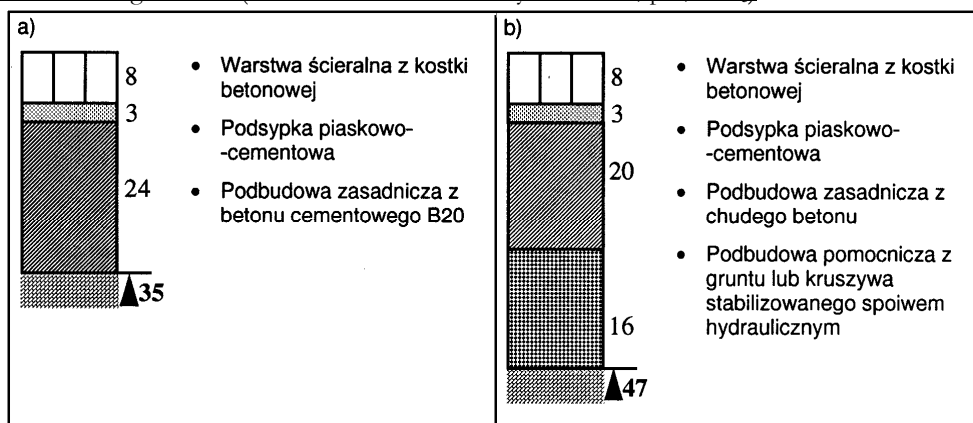 a)
8
3
24
35
• Warstwa ścieralna z kostki
betonowej
• Podsypka piaskowo-
-cementowa
• Podbudowa zasadnicza z
betonu cementowego B20
b)
8
3
20
16
47
• Warstwa ścieralna z kostki
betonowej
• Podsypka piaskowo-
-cementowa
• Podbudowa zasadnicza z
chudego betonu
• Podbudowa pomocnicza z
gruntu lub kruszywa
stabilizowanego spoiwem
hydraulicznym